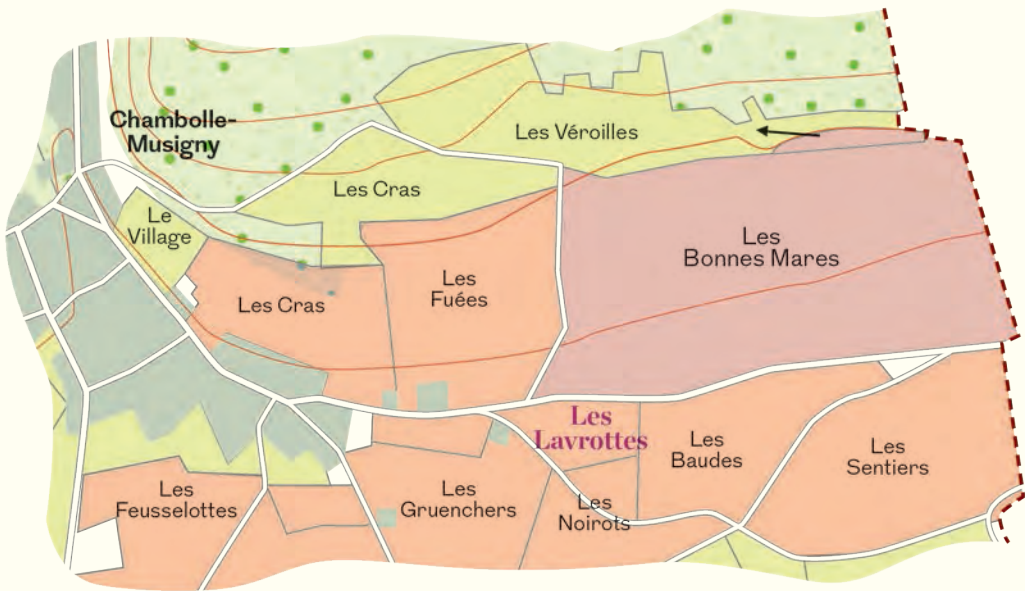 Chambolle-
Musigny
Les Véroilles
Les Cras
Le
Village
Les
Bonnes Mares
Les
Fuées
Les Cras
Les
Lavrottes
Les
Baudes
Les
Sentiers
Les
Feusselottes
Les
Gruenchers
Les
Noirots